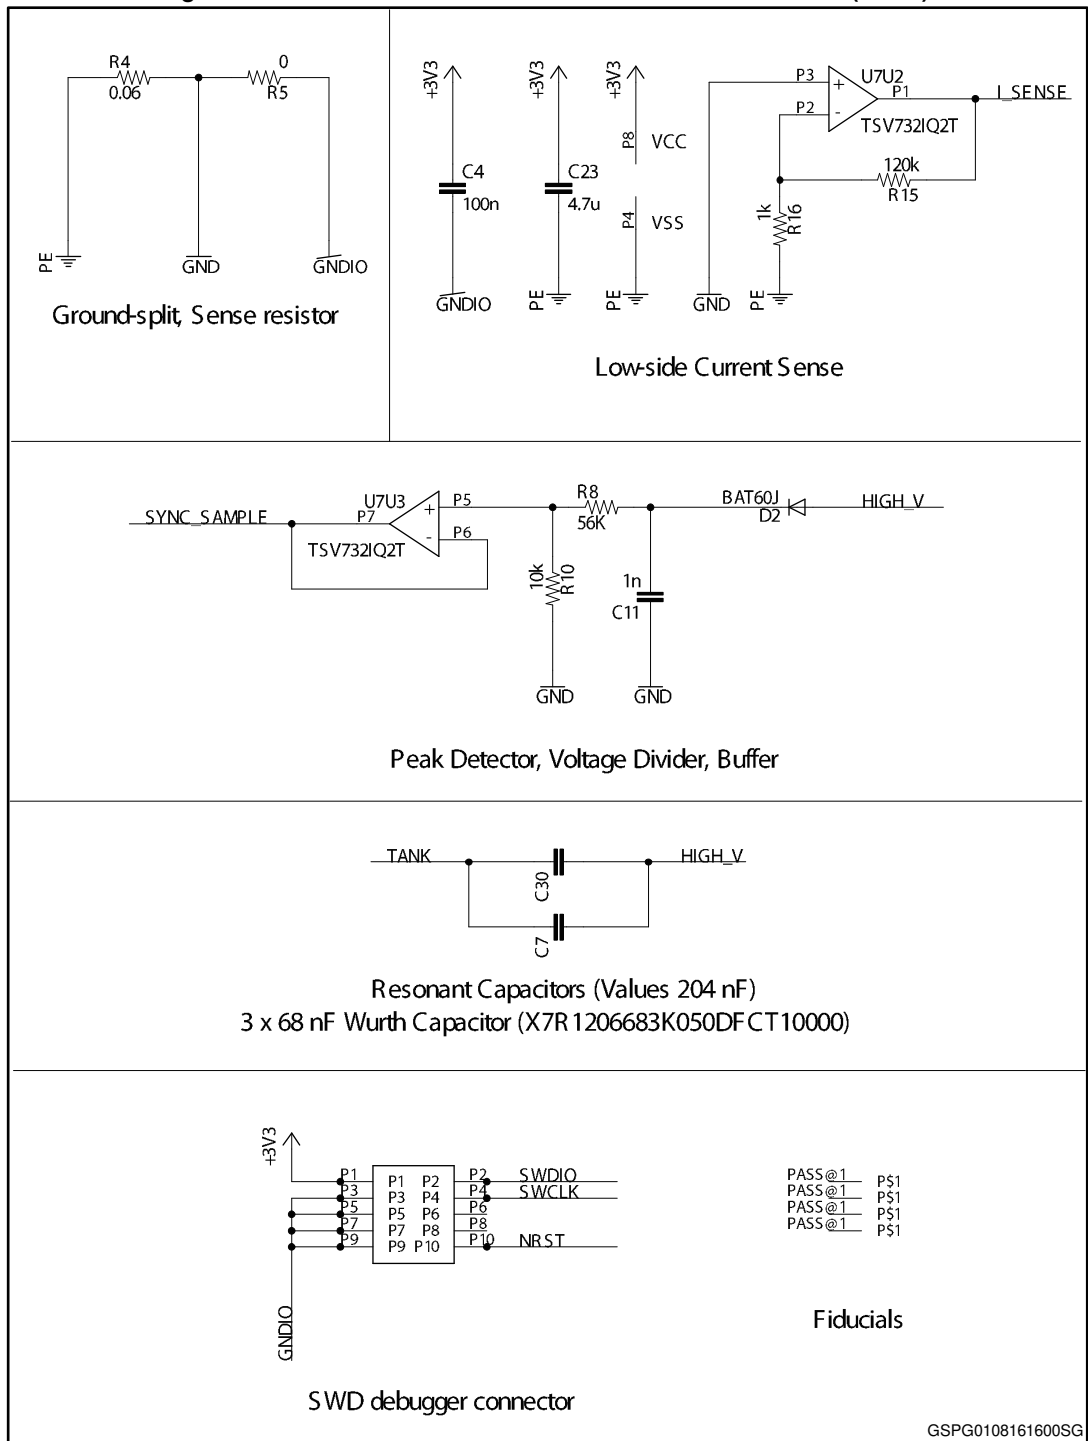 R4
0.06
0
R5
PE
GND
GNDIO
Ground-split, Sense resistor
+3V3
C4
100n
GNDIO
+3V3
C23
4.7u
PE
+3V3
P8
VCC
P4
VSS
PE
P3
P2
+
-
U7U2
P1
TSV732IQ2T
I_SENSE
120k
R15
1k
R16
GND
PE
Low-side Current Sense
SYNC_SAMPLE
P7
U7U3
TSV732IQ2T
+
-
P5
P6
R8
56K
10k
R10
1n
C11
BAT60J
D2
HIGH_V
GND
GND
Peak Detector, Voltage Divider, Buffer
TANK
C30
HIGH_V
C7
Resonant Capacitors (Values 204 nF)
3 x 68 nF Wurth Capacitor (X7R1206683K050DFCT10000)
+3V3
P1 P1 P2 P2 SWDIO
P3 P3 P4 P4 SWCLK
P5 P5 P6 P6
P7 P7 P8 P8
P9 P9 P10 P10 NRST
GNDIO
SWD debugger connector
PASS@1 P$1
PASS@1 P$1
PASS@1 P$1
PASS@1 P$1
Fiducials
GSPG0108161600SG